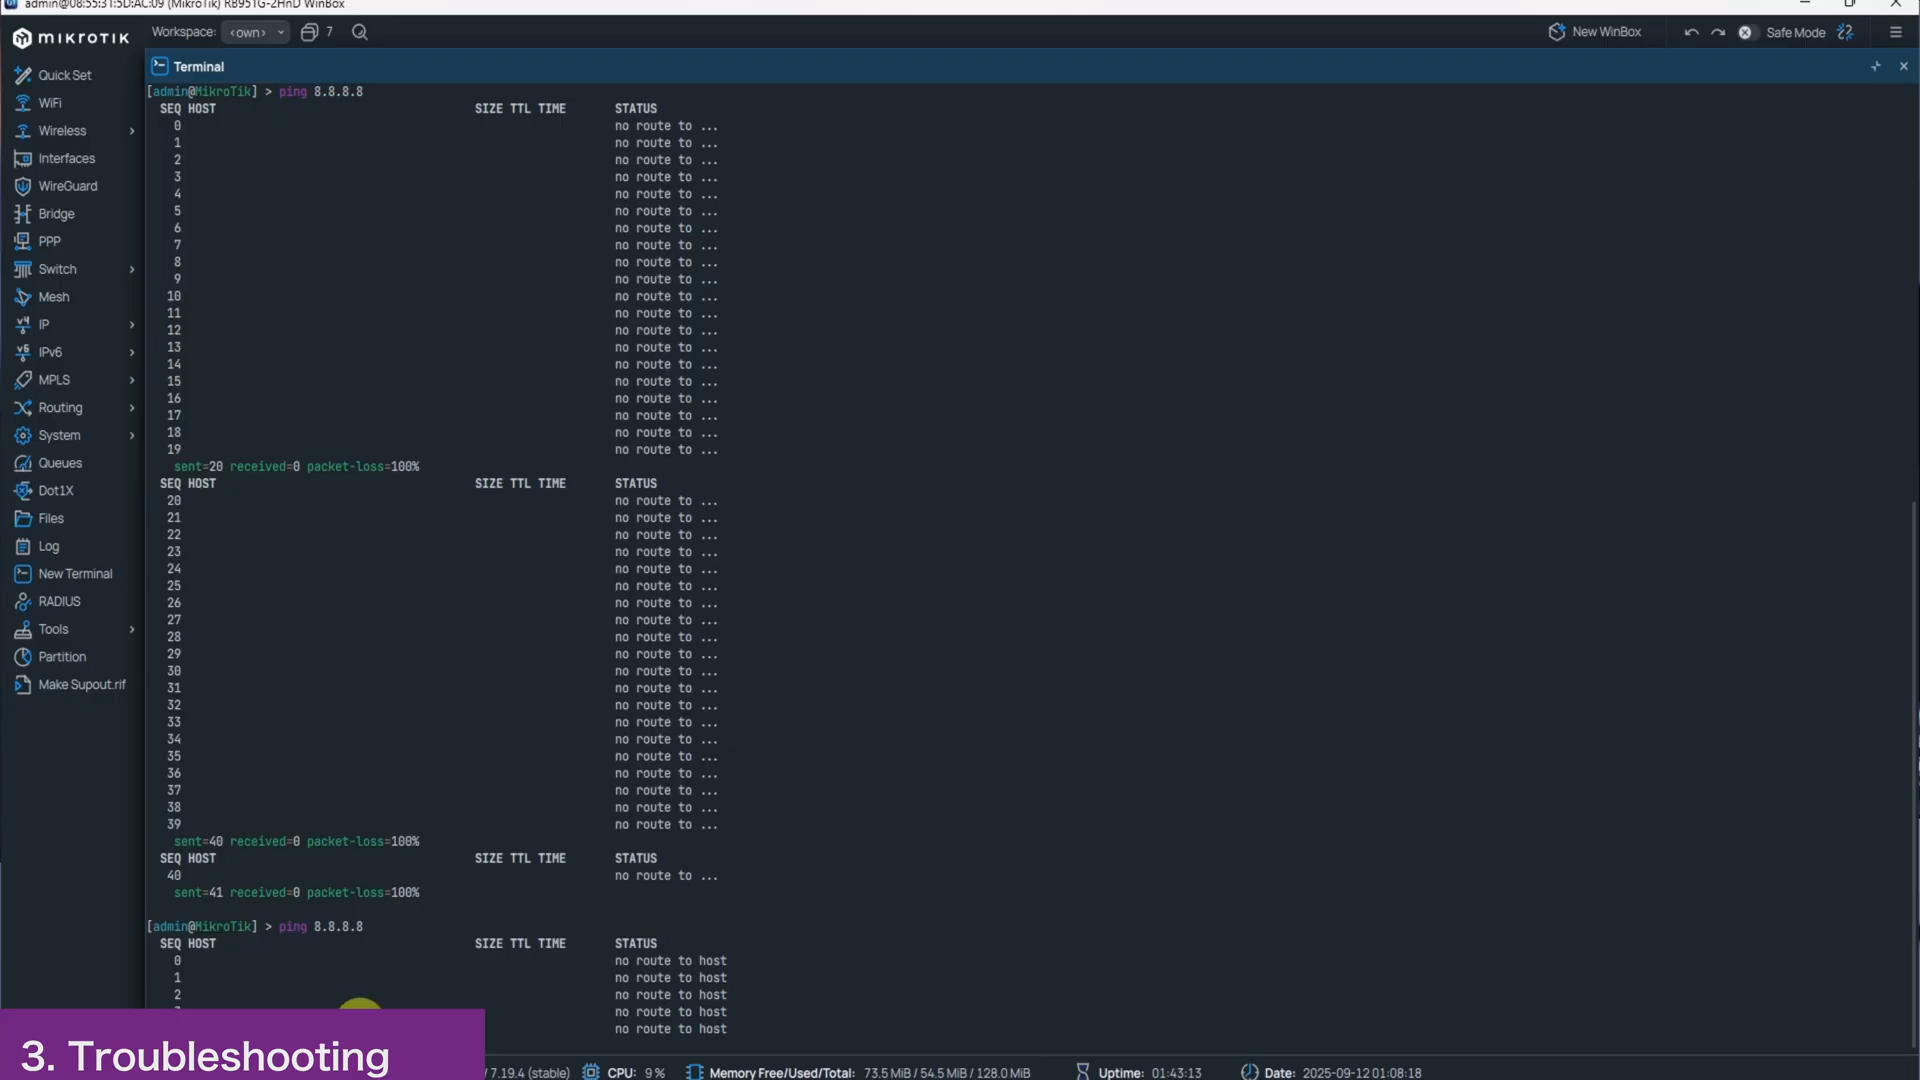 admin@08:55:31:5D:AC:09 (MikroTik) RB951G-2HnD WinBox
MIKROTIK
Workspace: <own> 7
New WinBox
Safe Mode
Quick Set
WiFi
Wireless
Interfaces
WireGuard
Bridge
PPP
Switch
Mesh
IP
IPv6
MPLS
Routing
System
Queues
Dot1X
Files
Log
New Terminal
RADIUS
Tools
Partition
Make Supout.rif
Terminal
[admin@MikroTik] > ping 8.8.8.8
SEQ HOST SIZE TTL TIME STATUS
0 no route to ...
1 no route to ...
2 no route to ...
3 no route to ...
4 no route to ...
5 no route to ...
6 no route to ...
7 no route to ...
8 no route to ...
9 no route to ...
10 no route to ...
11 no route to ...
12 no route to ...
13 no route to ...
14 no route to ...
15 no route to ...
16 no route to ...
17 no route to ...
18 no route to ...
19 no route to ...
sent=20 received=0 packet-loss=100%
SEQ HOST SIZE TTL TIME STATUS
20 no route to ...
21 no route to ...
22 no route to ...
23 no route to ...
24 no route to ...
25 no route to ...
26 no route to ...
27 no route to ...
28 no route to ...
29 no route to ...
30 no route to ...
31 no route to ...
32 no route to ...
33 no route to ...
34 no route to ...
35 no route to ...
36 no route to ...
37 no route to ...
38 no route to ...
39 no route to ...
sent=40 received=0 packet-loss=100%
SEQ HOST SIZE TTL TIME STATUS
40 no route to ...
sent=41 received=0 packet-loss=100%
[admin@MikroTik] > ping 8.8.8.8
SEQ HOST SIZE TTL TIME STATUS
0 no route to host
1 no route to host
2 no route to host
no route to host
no route to host
3. Troubleshooting
/ 7.19.4 (stable) CPU: 9 % Memory Free/Used/Total: 73.5 MiB / 54.5 MiB / 128.0 MiB Uptime: 01:43:13 Date: 2025-09-12 01:08:18